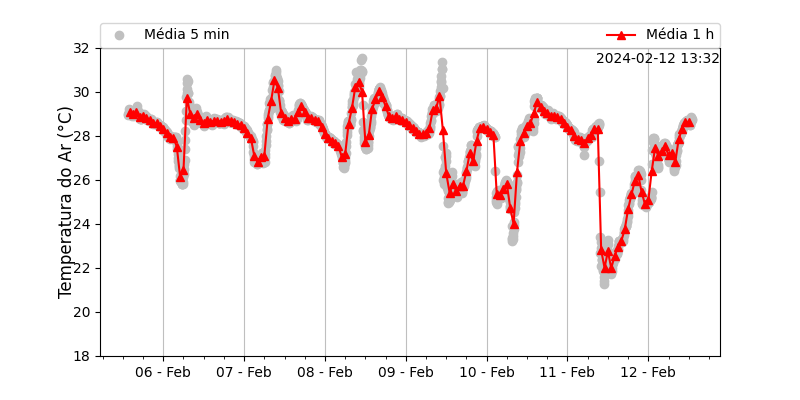 Média 5 min
Média 1 h
2024-02-12 13:32
Temperatura do Ar (°C)
32
30
28
26
24
22
20
18
06 - Feb
07 - Feb
08 - Feb
09 - Feb
10 - Feb
11 - Feb
12 - Feb